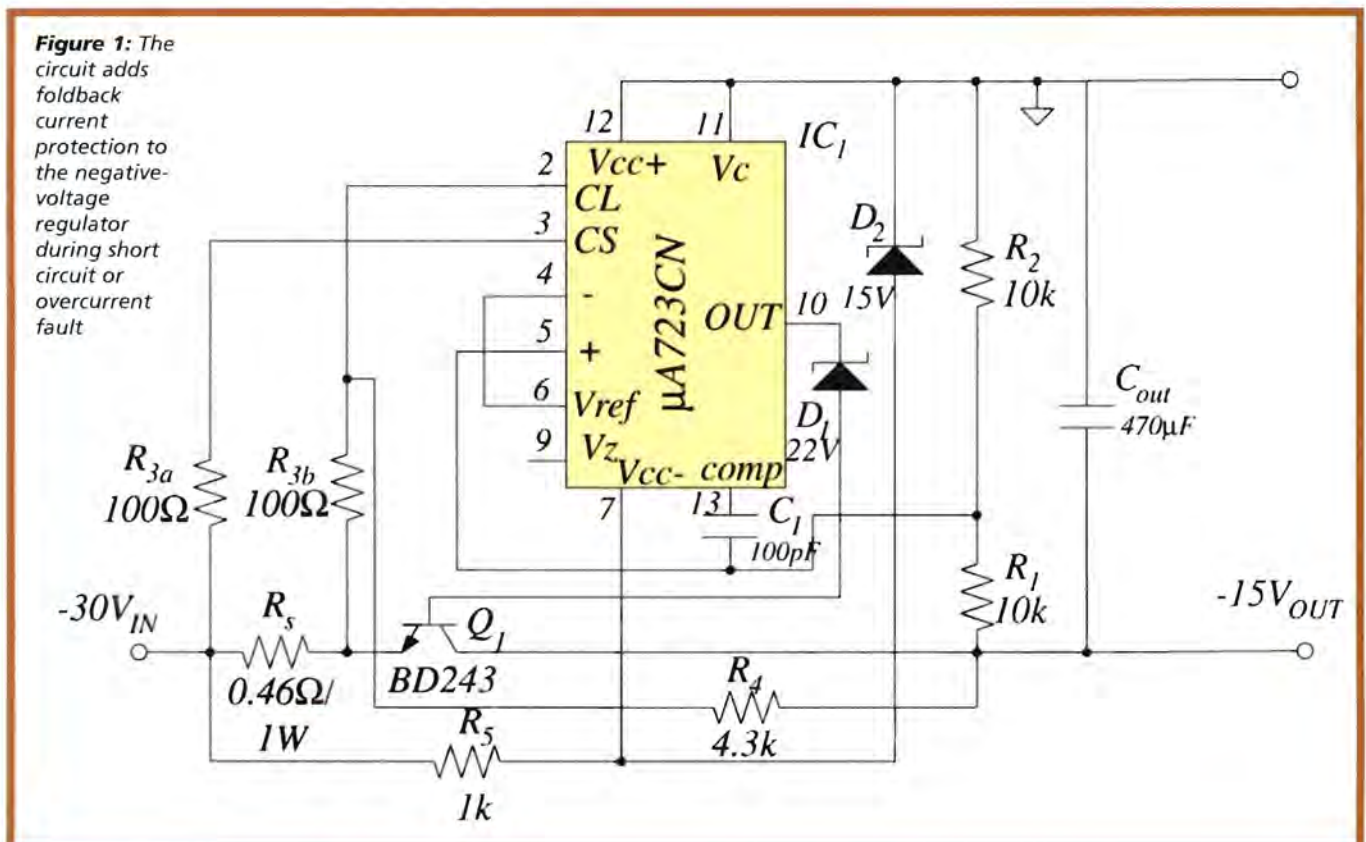 Figure 1: The
circuit adds
foldback
current
protection to
the negative-
voltage
regulator
during short
circuit or
overcurrent
fault
12
11
IC1
2
Vcc+
Vc
CL
3
CS
4
-
5
+
6
Vref
9
Vz
Vcc-
comp
7
13
μA723CN
OUT
10
D2
15V
D1
22V
R2
10k
Cout
470μF
R3a
100Ω
R3b
100Ω
C1
100pF
R1
10k
-30VIN
-15VOUT
Rs
0.46Ω/
1W
Q1
BD243
R4
4.3k
R5
1k